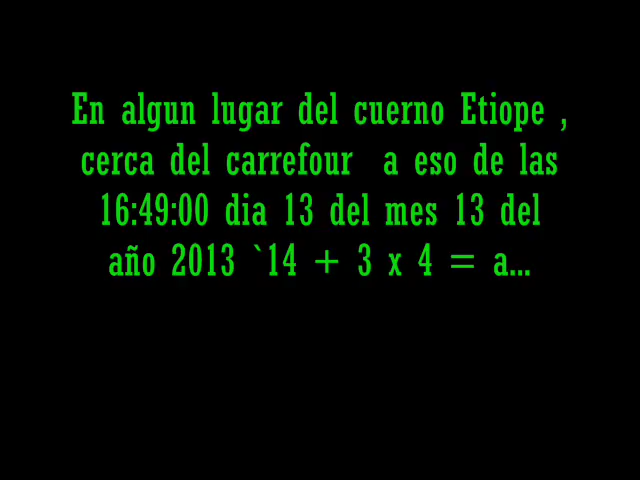 En algun lugar del cuerno Etiope ,
cerca del carrefour a eso de las
16:49:00 dia 13 del mes 13 del
año 2013 `14 + 3 x 4 = a...